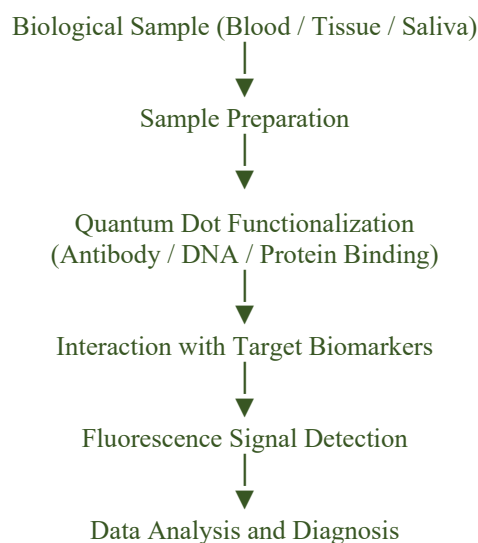 Biological Sample (Blood / Tissue / Saliva)
Sample Preparation
Quantum Dot Functionalization
(Antibody / DNA / Protein Binding)
Interaction with Target Biomarkers
Fluorescence Signal Detection
Data Analysis and Diagnosis